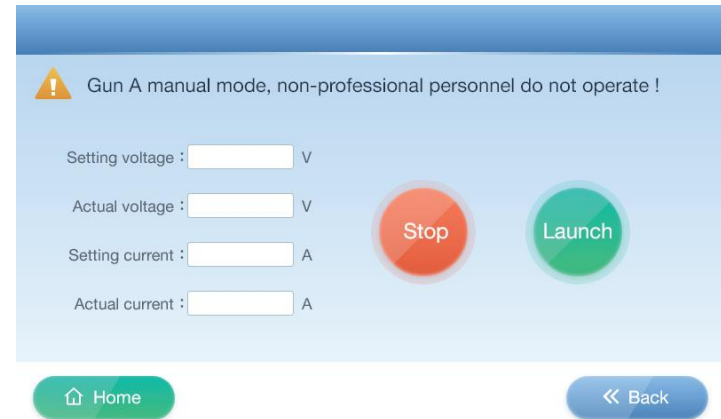 Gun A manual mode, non-professional personnel do not operate !
Setting voltage : V
Actual voltage : V
Setting current : A
Actual current : A
Stop
Launch
Home
Back